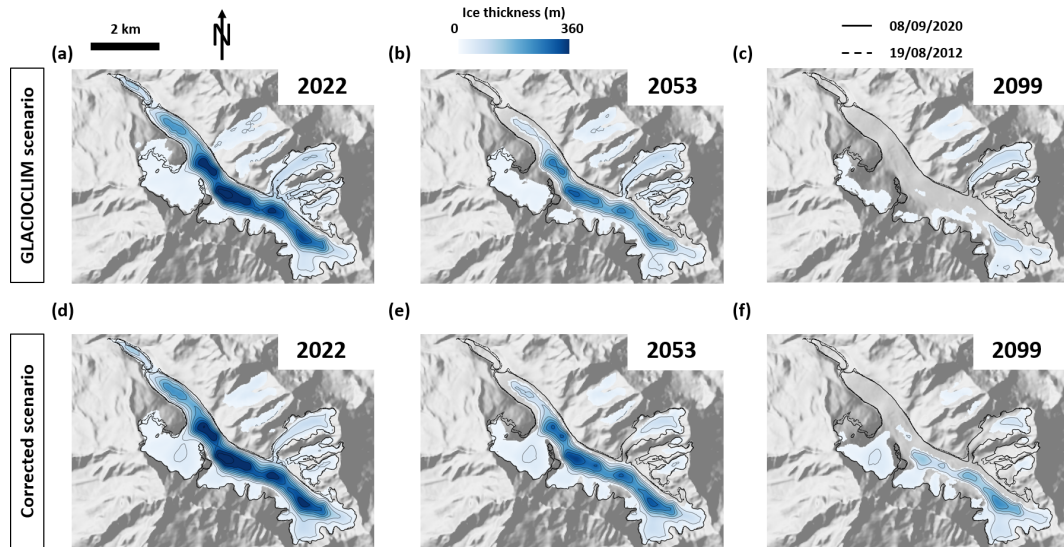 2 km
N
Ice thickness (m)
0
360
08/09/2020
19/08/2012
(a)
(b)
(c)
GLACIOCLIM scenario
2022
2053
2099
(d)
(e)
(f)
Corrected scenario
2022
2053
2099